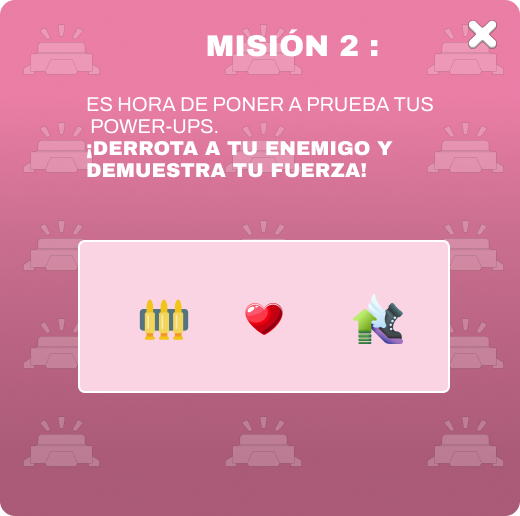 MISIÓN 2 :
ES HORA DE PONER A PRUEBA TUS
POWER-UPS.
¡DERROTA A TU ENEMIGO Y
DEMUESTRA TU FUERZA!